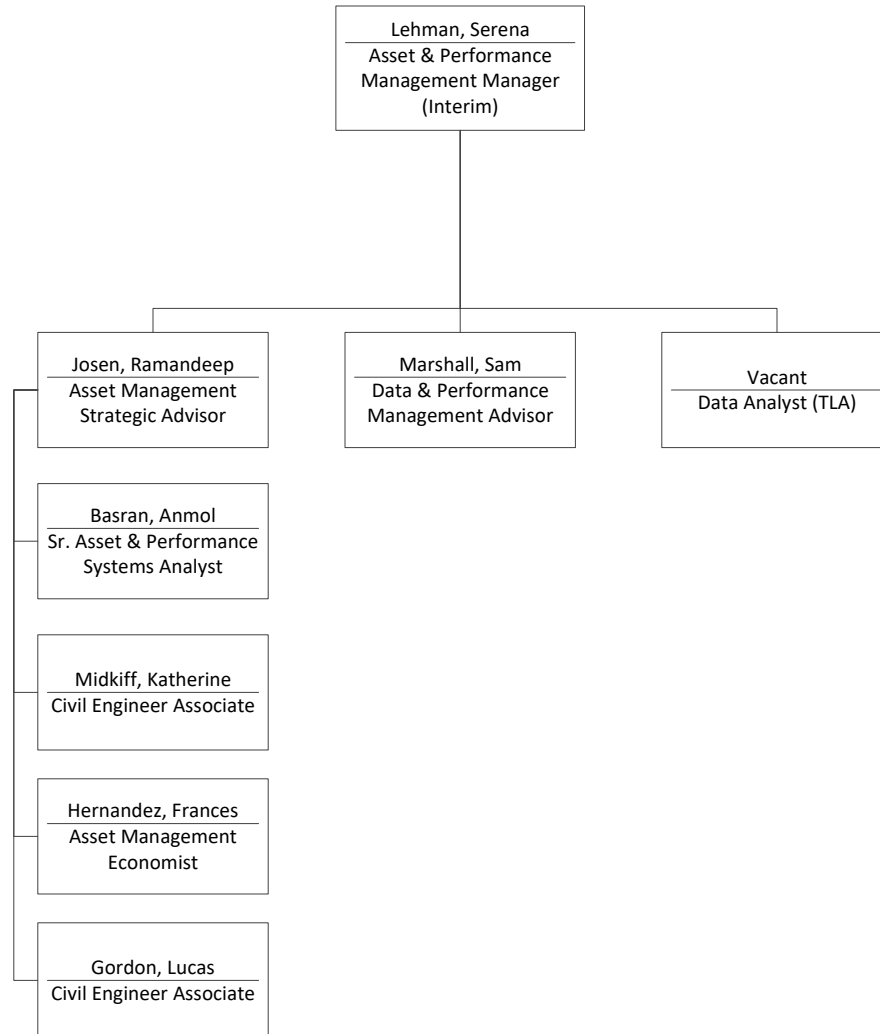 Lehman, Serena
Asset & Performance
Management Manager
(Interim)
Josen, Ramandeep
Asset Management
Strategic Advisor
Marshall, Sam
Data & Performance
Management Advisor
Vacant
Data Analyst (TLA)
Basran, Anmol
Sr. Asset & Performance
Systems Analyst
Midkiff, Katherine
Civil Engineer Associate
Hernandez, Frances
Asset Management
Economist
Gordon, Lucas
Civil Engineer Associate